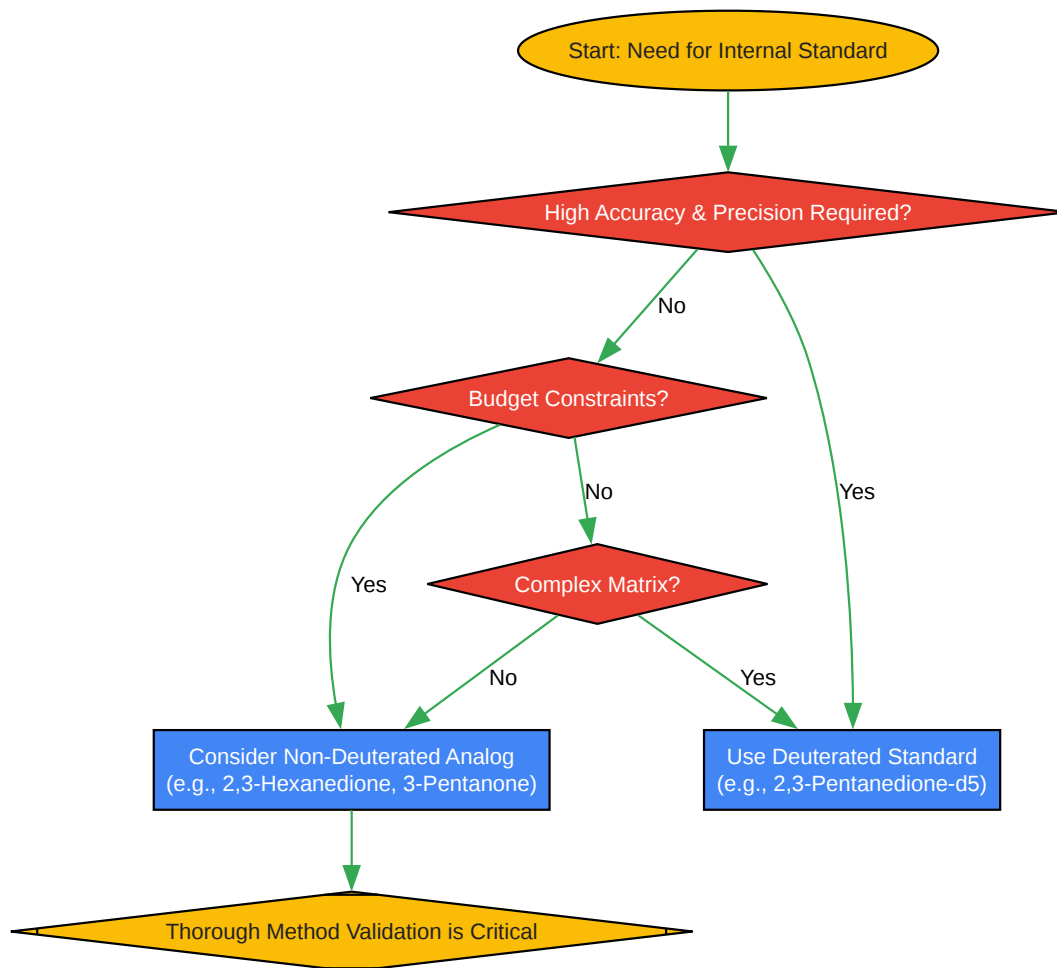 Start: Need for Internal Standard
High Accuracy & Precision Required?
No
Budget Constraints?
No
Yes
Yes
Complex Matrix?
No
Yes
Consider Non-Deuterated Analog
(e.g., 2,3-Hexanedione, 3-Pentanone)
Use Deuterated Standard
(e.g., 2,3-Pentanedione-d5)
Thorough Method Validation is Critical